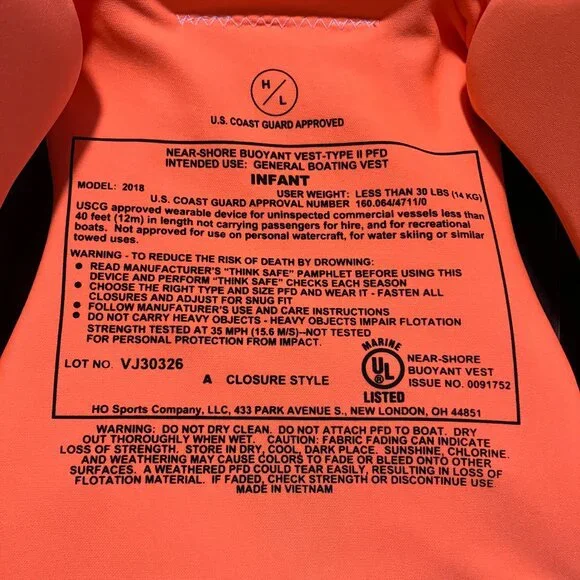 H/L
U.S. COAST GUARD APPROVED
NEAR-SHORE BUOYANT VEST-TYPE II PFD
INTENDED USE: GENERAL BOATING VEST
INFANT
MODEL: 2018
USER WEIGHT: LESS THAN 30 LBS (14 KG)
U.S. COAST GUARD APPROVAL NUMBER 160.064/4711/0
USCG approved wearable device for uninspected commercial vessels less than
40 feet (12m) in length not carrying passengers for hire, and for recreational
boats. Not approved for use on personal watercraft, for water skiing or similar
towed uses.
WARNING - TO REDUCE THE RISK OF DEATH BY DROWNING:
● READ MANUFACTURER'S "THINK SAFE" PAMPHLET BEFORE USING THIS
DEVICE AND PERFORM "THINK SAFE" CHECKS EACH SEASON
● CHOOSE THE RIGHT TYPE AND SIZE PFD AND WEAR IT - FASTEN ALL
CLOSURES AND ADJUST FOR SNUG FIT
● FOLLOW MANUFACTURER'S USE AND CARE INSTRUCTIONS
● DO NOT CARRY HEAVY OBJECTS - HEAVY OBJECTS IMPAIR FLOTATION
STRENGTH TESTED AT 35 MPH (15.6 M/S)--NOT TESTED
FOR PERSONAL PROTECTION FROM IMPACT.
LOT NO. VJ30326
A CLOSURE STYLE
MARINE
UL
LISTED
NEAR-SHORE
BUOYANT VEST
ISSUE NO. 0091752
HO Sports Company, LLC, 433 PARK AVENUE S., NEW LONDON, OH 44851
WARNING: DO NOT DRY CLEAN. DO NOT ATTACH PFD TO BOAT. DRY
OUT THOROUGHLY WHEN WET. CAUTION: FABRIC FADING CAN INDICATE
LOSS OF STRENGTH. STORE IN DRY, COOL, DARK PLACE. SUNSHINE, CHLORINE,
AND WEATHERING MAY CAUSE COLORS TO FADE OR BLEED ONTO OTHER
SURFACES. A WEATHERED PFD COULD TEAR EASILY, RESULTING IN LOSS OF
FLOTATION MATERIAL. IF FADED, CHECK STRENGTH OR DISCONTINUE USE.
MADE IN VIETNAM